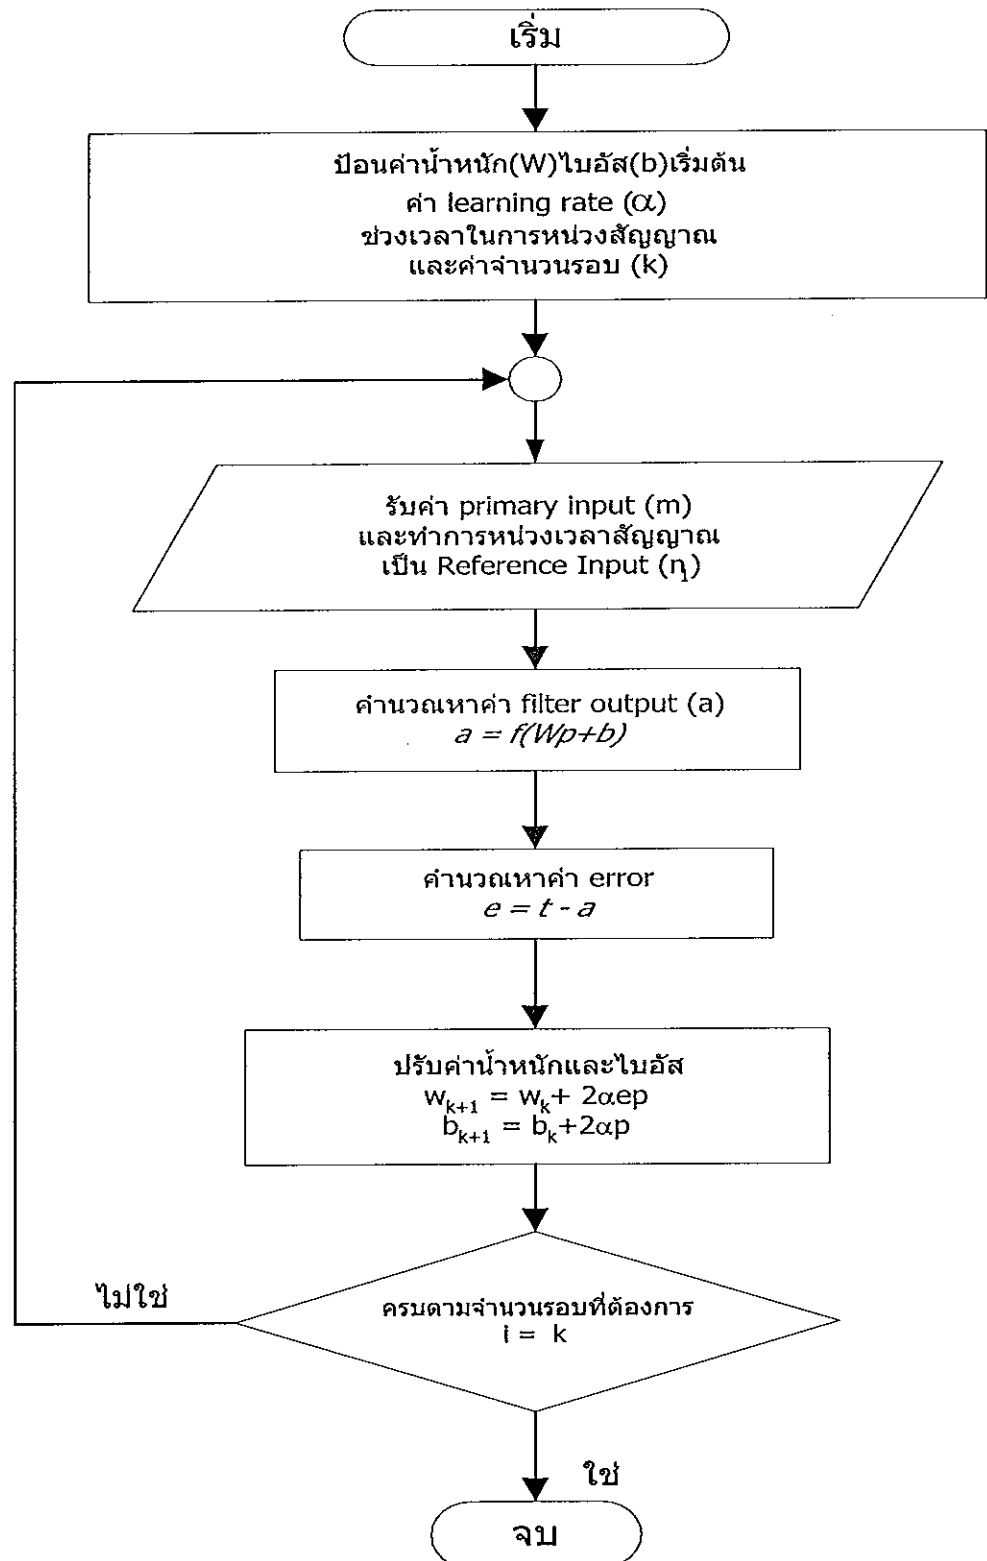 เริ่ม
ป้อนค่าน้ำหนัก(W)ไบอัส(b)เริ่มต้น
ค่า learning rate (α)
ช่วงเวลาในการหน่วงสัญญาณ
และค่าจำนวนรอบ (k)
รับค่า primary input (m)
และทำการหน่วงเวลาสัญญาณ
เป็น Reference Input (n₁)
คำนวณหาค่า filter output (a)
a = f(Wp+b)
คำนวณหาค่า error
e = t - a
ปรับค่าน้ำหนักและไบอัส
wₖ₊₁ = wₖ+ 2αep
bₖ₊₁ = bₖ+2αp
ไม่ใช่
ครบตามจำนวนรอบที่ต้องการ
i = k
ใช่
จบ